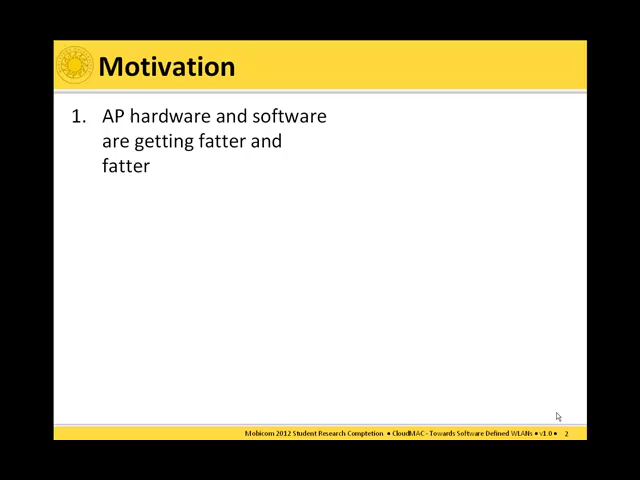 Motivation
1. AP hardware and software
are getting fatter and
fatter
Mobicom 2012 Student Research Comptetion • CloudMAC - Towards Software Defined WLANs • v1.0 • 2